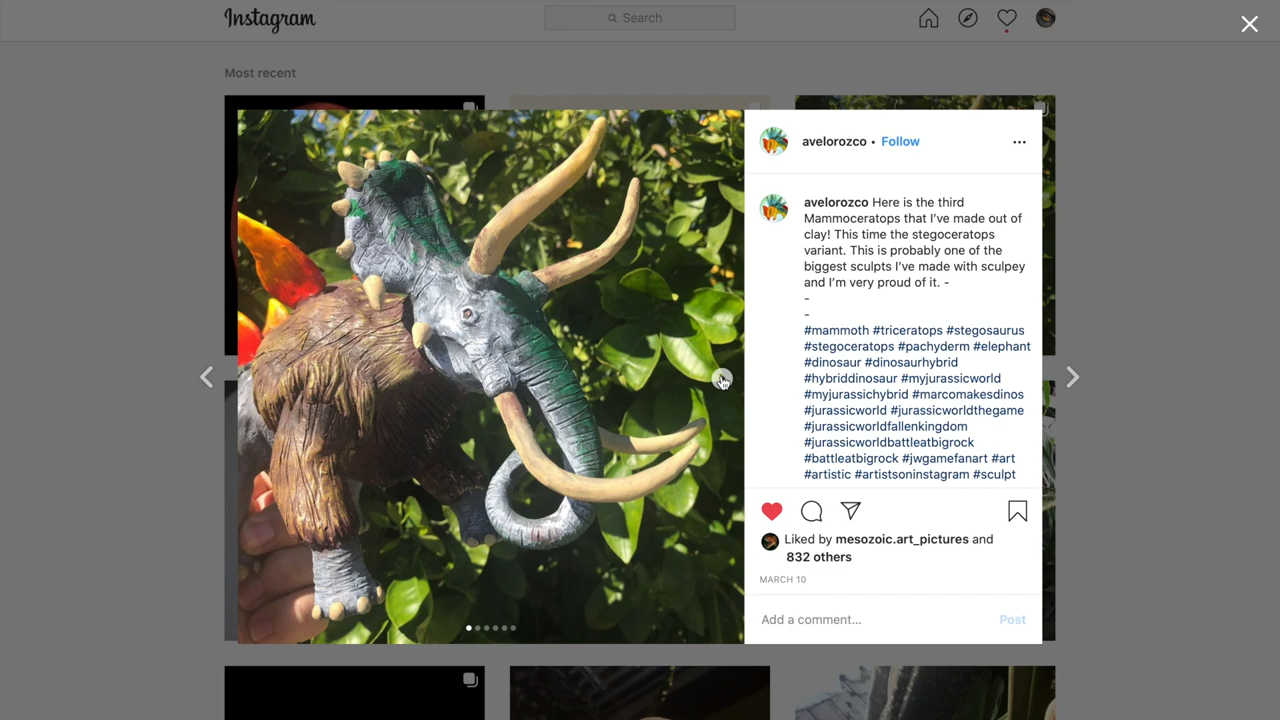 Instagram
Search
Most recent
avelorozco • Follow
avelorozco Here is the third
Mammoceratops that I've made out of
clay! This time the stegoceratops
variant. This is probably one of the
biggest sculpts I've made with sculpey
and I'm very proud of it. -
-
-
#mammoth #triceratops #stegosaurus
#stegoceratops #pachyderm #elephant
#dinosaur #dinosaurhybrid
#hybriddinosaur #myjurassicworld
#myjurassichybrid #marcomakesdinos
#jurassicworld #jurassicworldthegame
#jurassicworldfallenkingdom
#jurassicworldbattleatbigrock
#battleatbigrock #jwgamefanart #art
#artistic #artistsoninstagram #sculpt
Liked by mesozoic.art_pictures and
832 others
MARCH 10
Add a comment... Post